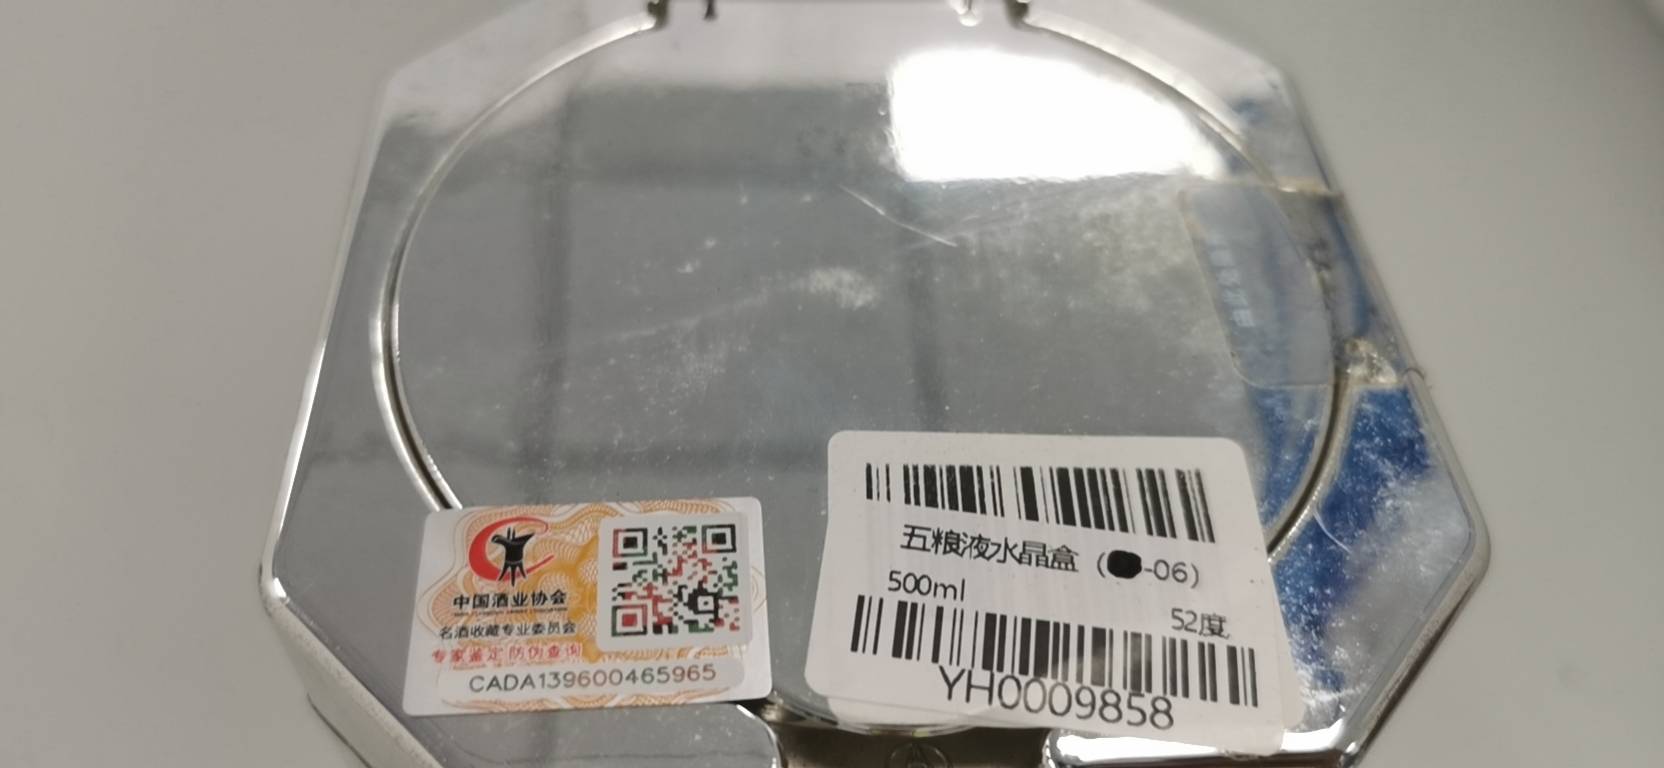 中国酒业协会
名酒收藏专业委员会
专家鉴定 防伪查询
CADA139600465965
五粮液水晶盒 (-06)
500ml
52度
YH0009858